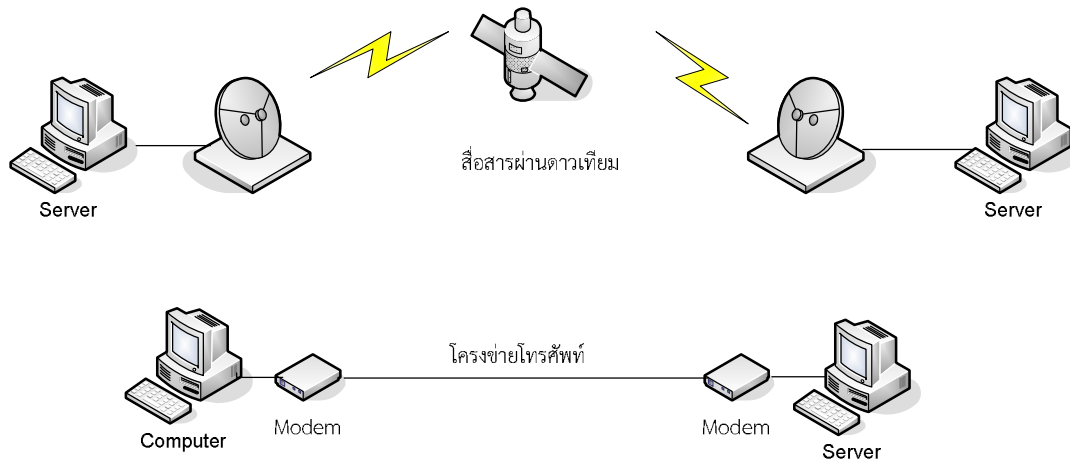 สื่อสารผ่านดาวเทียม
Server
Server
โครงข่ายโทรศัพท์
Modem
Modem
Computer
Server